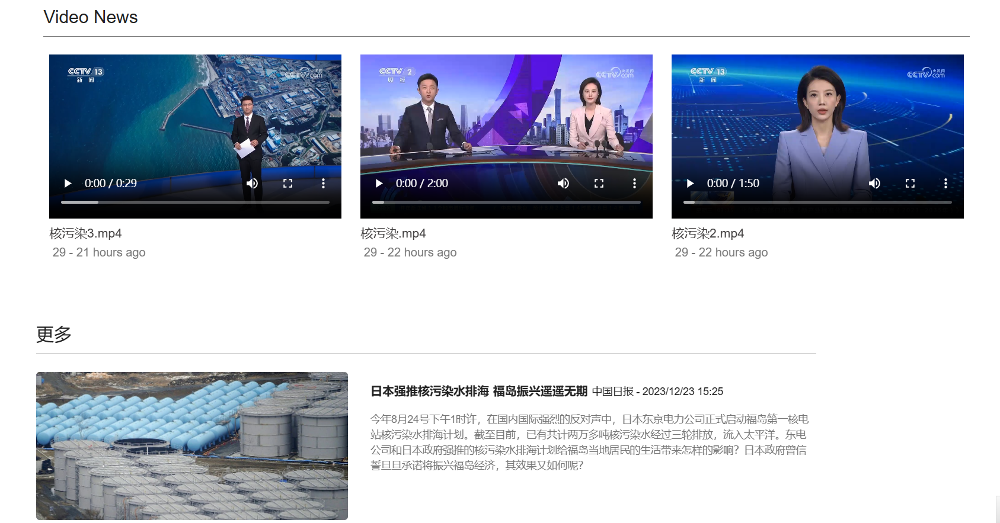 Video News
CCTV 13
新闻
央视网
CCTV.com
0:00 / 0:29
核污染3.mp4
29 - 21 hours ago
CCTV 2
财经
央视网
CCTV.com
0:00 / 2:00
核污染.mp4
29 - 22 hours ago
CCTV 13
新闻
央视网
CCTV.com
0:00 / 1:50
核污染2.mp4
29 - 22 hours ago
更多
日本强推核污染水排海 福岛振兴遥遥无期 中国日报 - 2023/12/23 15:25
今年8月24号下午1时许，在国内国际强烈的反对声中，日本东京电力公司正式启动福岛第一核电
站核污染水排海计划。截至目前，已有共计两万多吨核污染水经过三轮排放，流入太平洋。东电
公司和日本政府强推的核污染水排海计划给福岛当地居民的生活带来怎样的影响？日本政府曾信
誓旦旦承诺将振兴福岛经济，其效果又如何呢？